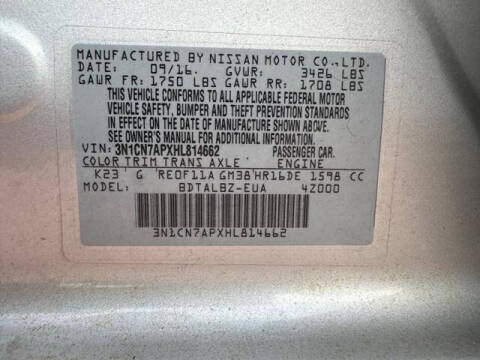 MANUFACTURED BY NISSAN MOTOR CO.,LTD.
DATE: 09/16. GVWR: 3426 LBS
GAWR FR: 1750 LBS GAWR RR: 1708 LBS
THIS VEHICLE CONFORMS TO ALL APPLICABLE FEDERAL MOTOR
VEHICLE SAFETY, BUMPER AND THEFT PREVENTION STANDARDS
IN EFFECT ON THE DATE OF MANUFACTURE SHOWN ABOVE. SEE
OWNER'S MANUAL FOR ADDITIONAL INFORMATION.
VIN: 3N1CN7APXHL814662 PASSENGER CAR.
COLOR TRIM TRANS AXLE ENGINE
K23 G RE0F11A GM38 HR16DE 1598 CC
MODEL: BDTALBZ-EUA 4Z000
3N1CN7APXHL814662